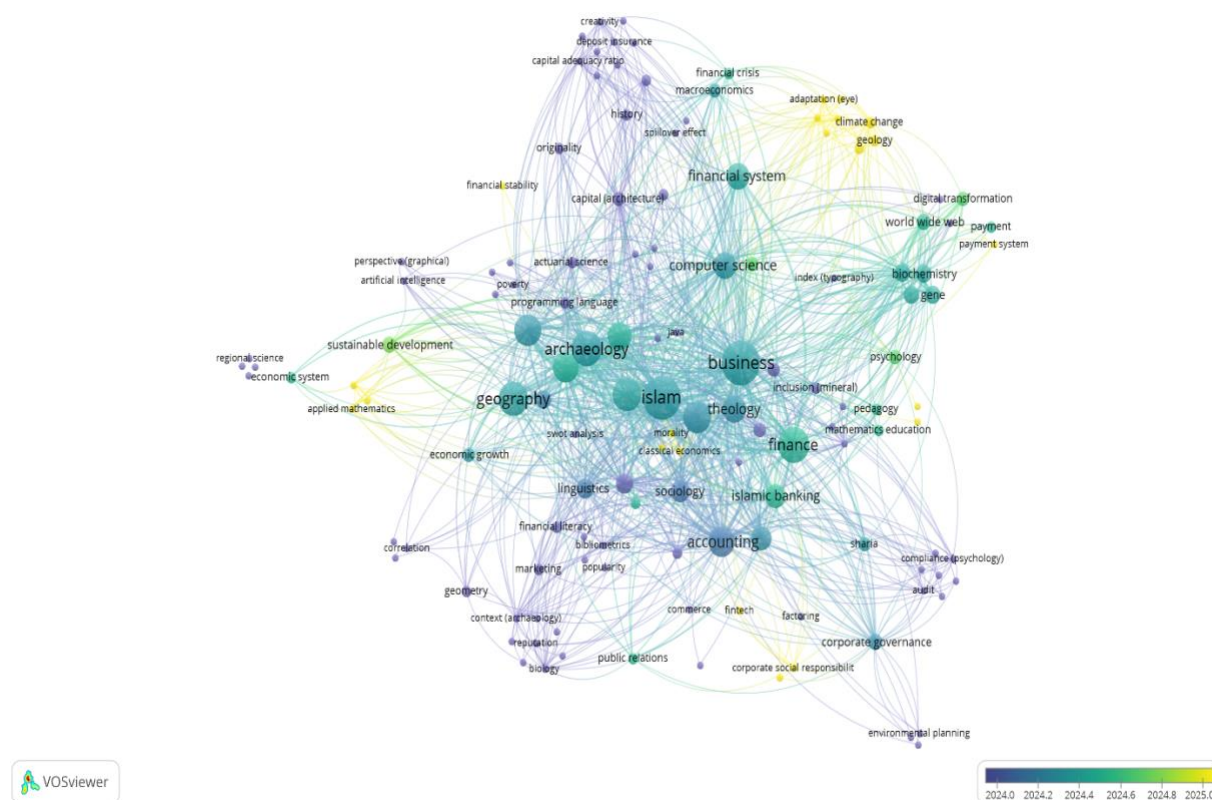 creativity
deposit insurance
capital adequacy ratio
financial crisis
macroeconomics
adaptation (eye)
history
climate change
spillover effect
geology
originality
financial system
financial stability
capital (architecture)
digital transformation
world wide web
payment
payment system
perspective (graphical)
actuarial science
computer science
artificial intelligence
poverty
index (typography)
biochemistry
programming language
gene
java
sustainable development
archaeology
regional science
business
psychology
economic system
inclusion (mineral)
applied mathematics
geography
islam
theology
pedagogy
swot analysis
morality
mathematics education
classical economics
finance
economic growth
linguistics
sociology
islamic banking
financial literacy
accounting
sharia
correlation
bibliometrics
compliance (psychology)
marketing
popularity
geometry
audit
context (archaeology)
commerce
fintech
factoring
reputation
corporate governance
biology
public relations
corporate social responsibilit
environmental planning
VOSviewer
2024.0 2024.2 2024.4 2024.6 2024.8 2025.0